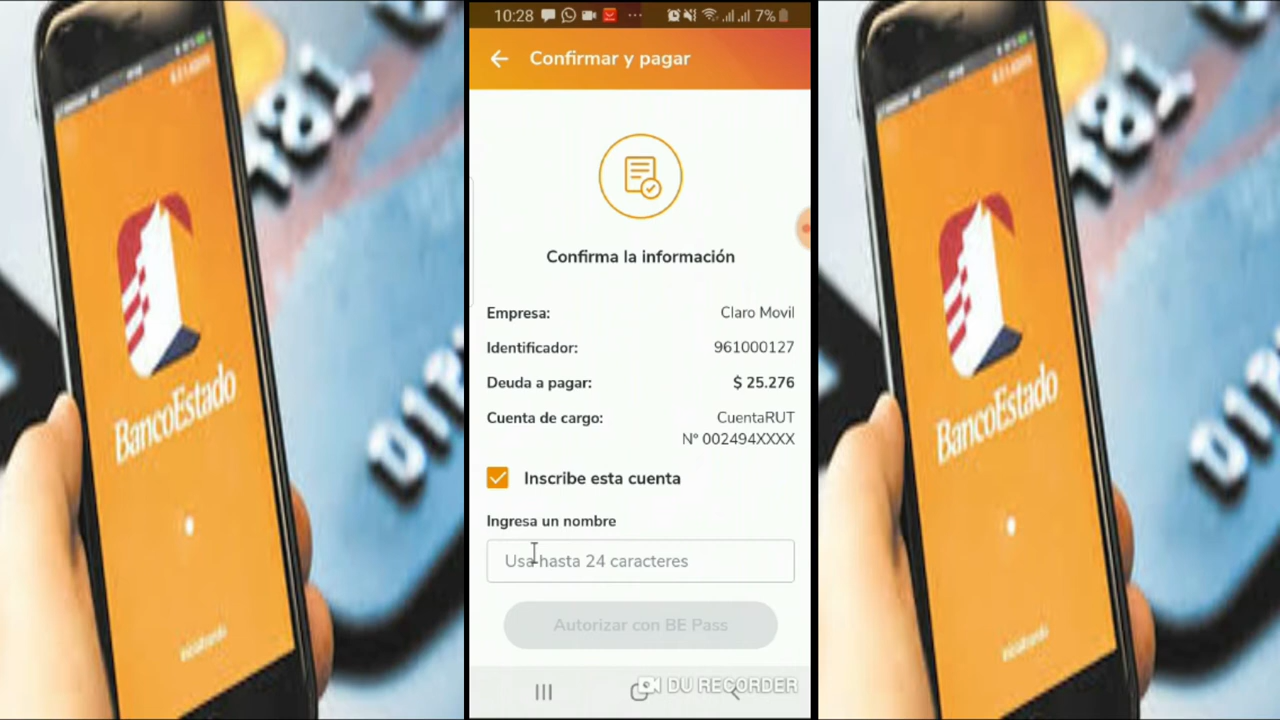 10:28
7%
Confirmar y pagar
Confirma la información
Empresa: Claro Movil
Identificador: 961000127
Deuda a pagar: $ 25.276
Cuenta de cargo: CuentaRUT
N° 002494XXXX
Inscribe esta cuenta
Ingresa un nombre
Usa hasta 24 caracteres
Autorizar con BE Pass
DU RECORDER
BancoEstado
BancoEstado